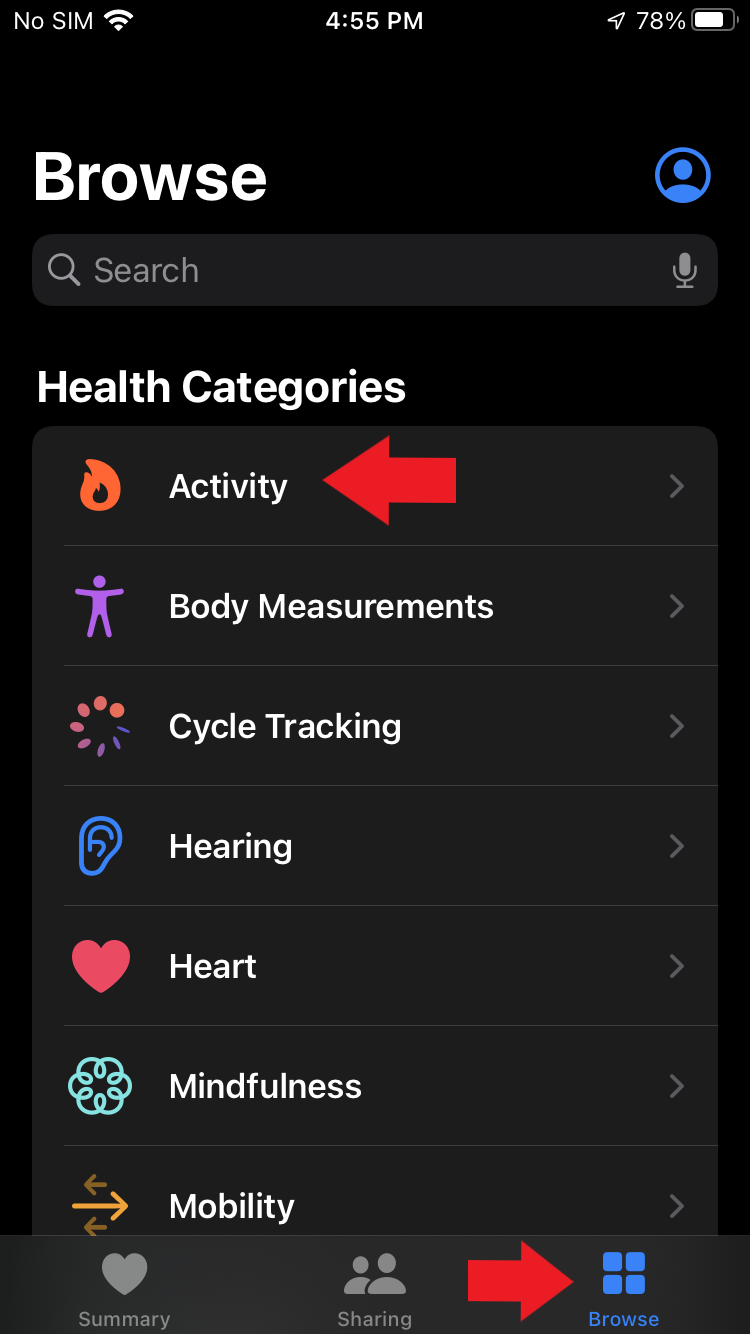 No SIM 4:55 PM 78%
Browse
Search
Health Categories
Activity
Body Measurements
Cycle Tracking
Hearing
Heart
Mindfulness
Mobility
Summary Sharing Browse